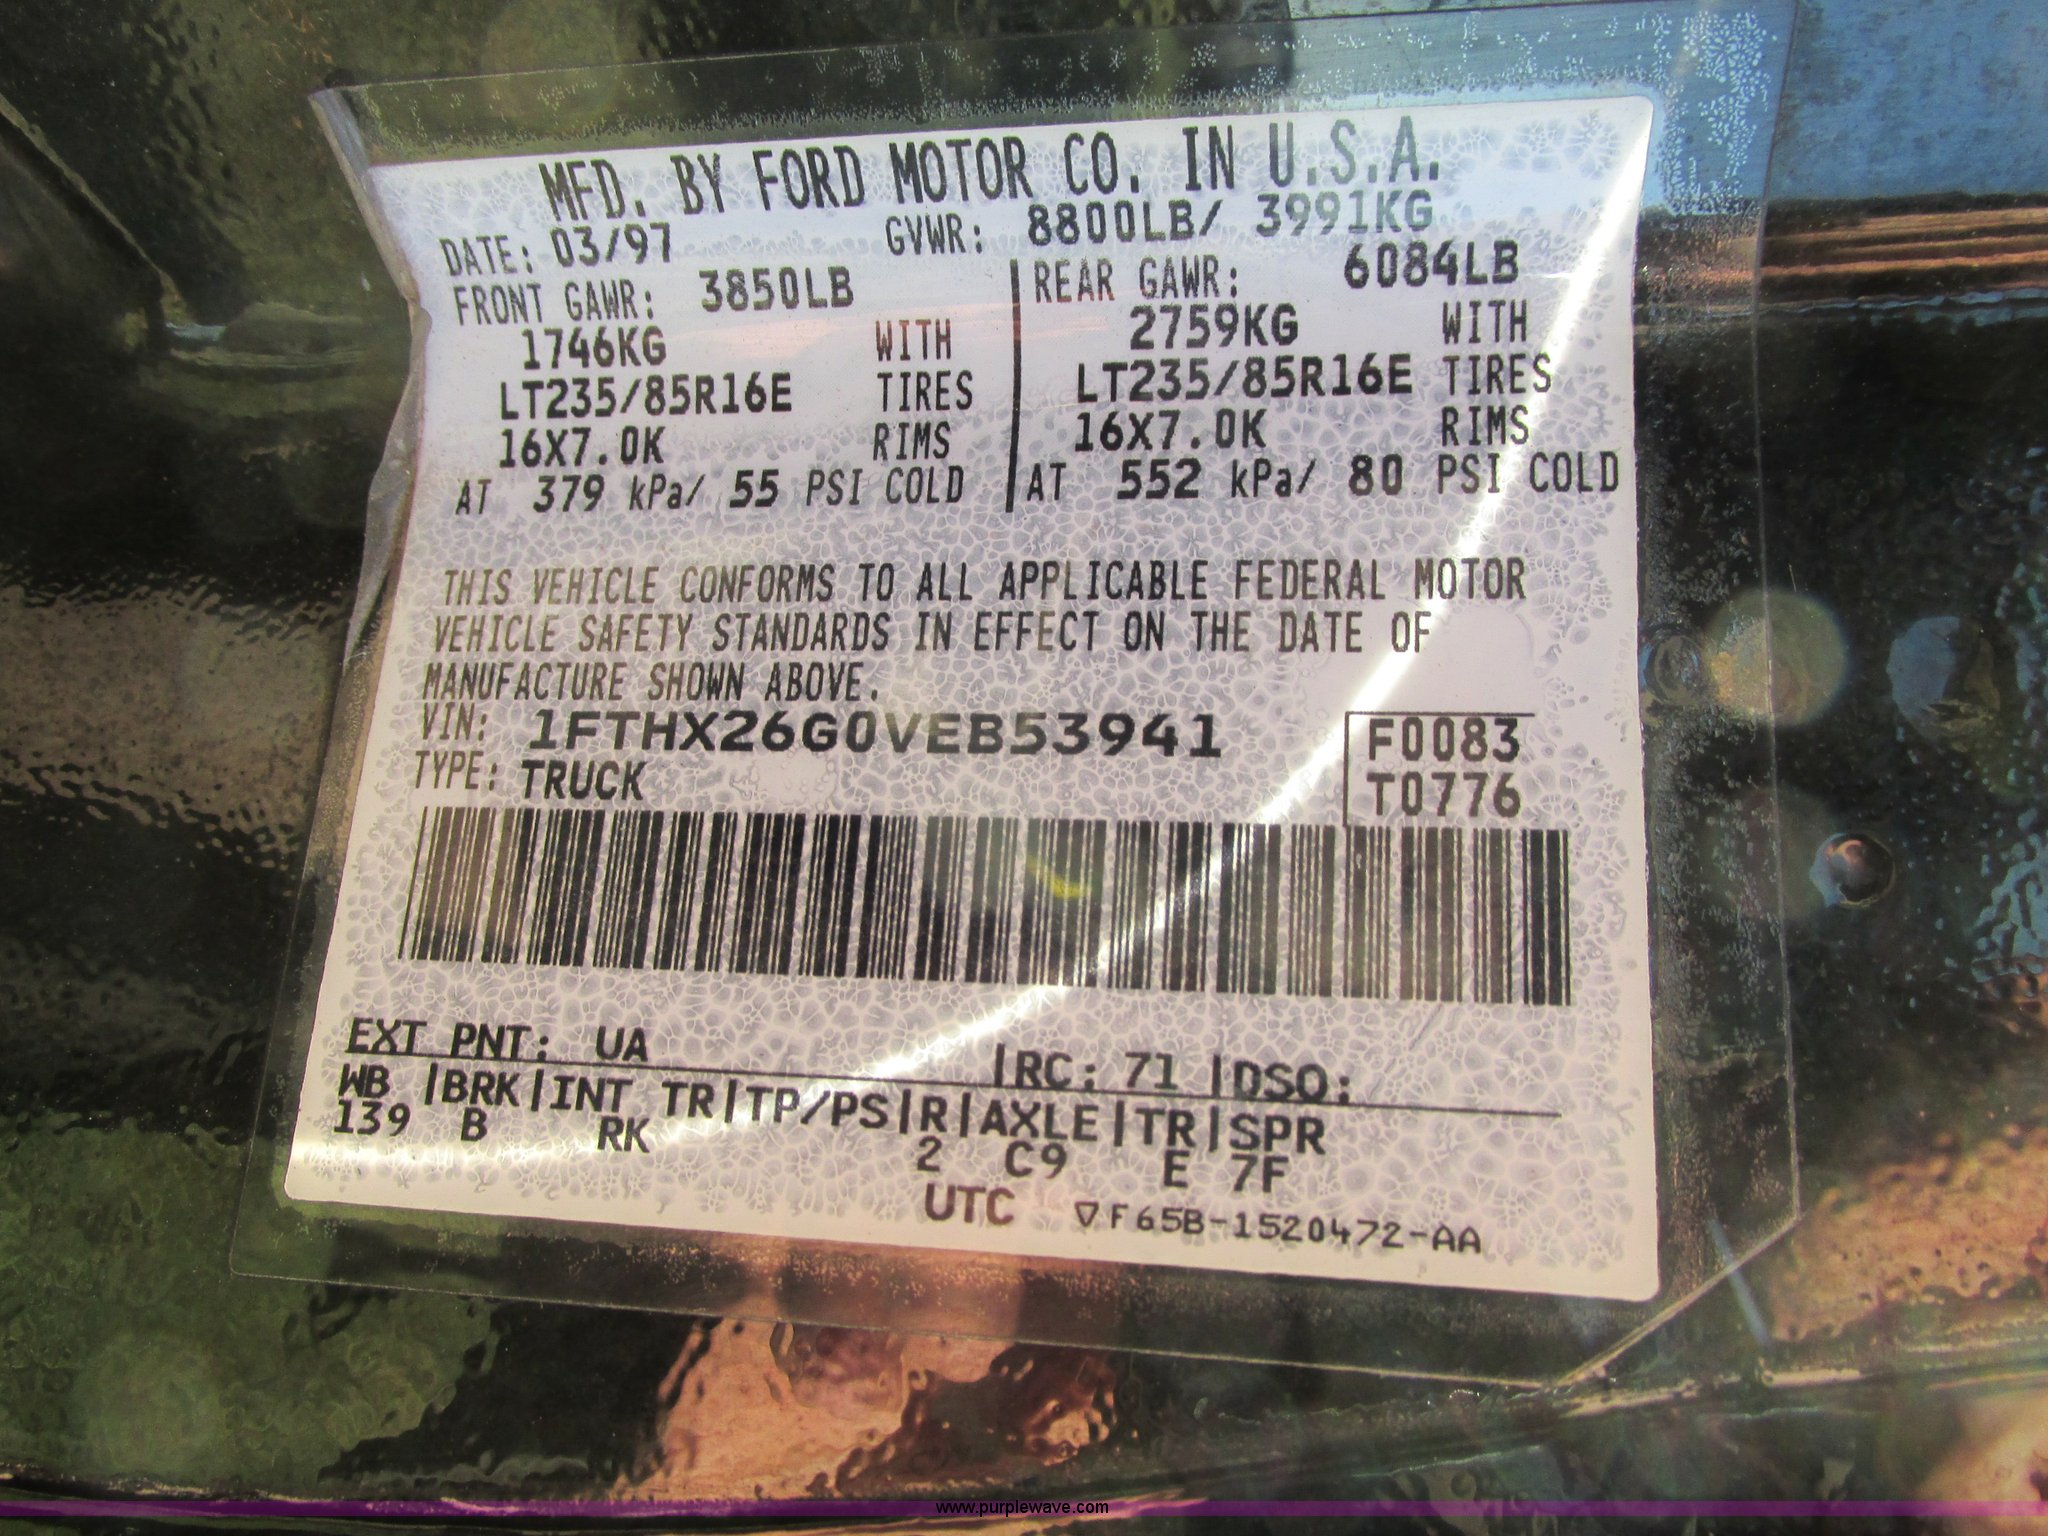 MFD. BY FORD MOTOR CO. IN U.S.A.
DATE: 03/97 GVWR: 8800LB/ 3991KG
FRONT GAWR: 3850LB REAR GAWR: 6084LB
1746KG WITH 2759KG WITH
LT235/85R16E TIRES LT235/85R16E TIRES
16X7.0K RIMS 16X7.0K RIMS
AT 379 kPa/ 55 PSI COLD AT 552 kPa/ 80 PSI COLD
THIS VEHICLE CONFORMS TO ALL APPLICABLE FEDERAL MOTOR
VEHICLE SAFETY STANDARDS IN EFFECT ON THE DATE OF
MANUFACTURE SHOWN ABOVE.
VIN: 1FTHX26G0VEB53941 F0083
TYPE: TRUCK T0776
EXT PNT: UA |RC: 71 |DSO:
WB |BRK|INT TR|TP/PS|R|AXLE|TR|SPR
139 B RK 2 C9 E 7F
UTC ▽F65B-1520472-AA
www.purplewave.com